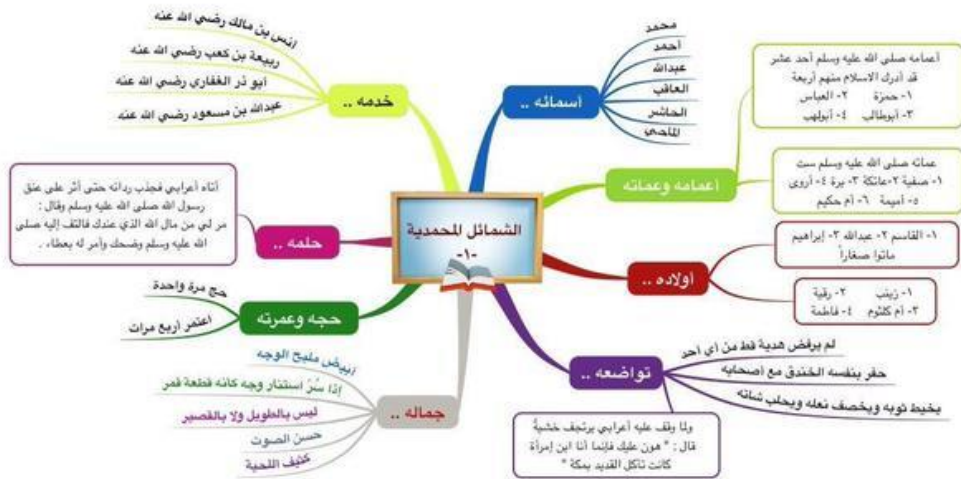 الشمائل المحمدية
-١-
أسمائه ..
محمد
أحمد
عبدالله
العاقب
الحاشر
الماحي
أعمامه وعماته
أعمامه صلى الله عليه وسلم أحد عشر
قد أدرك الاسلام منهم أربعة
١- حمزة ٢- العباس
٣- أبوطالب ٤- أبولهب
عماته صلى الله عليه وسلم ست
١- صفية ٢- عاتكة ٣- برة ٤- أروى
٥- أميمة ٦- أم حكيم
اولاده ..
١- القاسم ٢- عبدالله ٣- إبراهيم
ماتوا صغاراً
١- زينب ٢- رقية
٣- أم كلثوم ٤- فاطمة
تواضعه ..
لم يرفض هدية قط من أي أحد
حفر بنفسه الخندق مع أصحابه
يخيط ثوبه ويخصف نعله ويحلب شاته
ولما وقف عليه أعرابي يرتجف خشيةً
قال : " هون عليك فإنما أنا ابن إمرأة
كانت تأكل القديد بمكة "
خدمه ..
أنس بن مالك رضي الله عنه
ربيعة بن كعب رضي الله عنه
أبو ذر الغفاري رضي الله عنه
عبدالله بن مسعود رضي الله عنه
حلمه ..
أتاه أعرابي فجذب ردائه حتى أثر على عنق
رسول الله صلى الله عليه وسلم وقال :
مر لي من مال الله الذي عندك فالتف إليه صلى
الله عليه وسلم وضحك وأمر له بعطاء .
حجه وعمرته
حج مرة واحدة
اعتمر أربع مرات
جماله ..
أبيض مليح الوجه
إذا سُرّ استنار وجه كأنه قطعة قمر
ليس بالطويل ولا بالقصير
حسن الصوت
كثيف اللحية